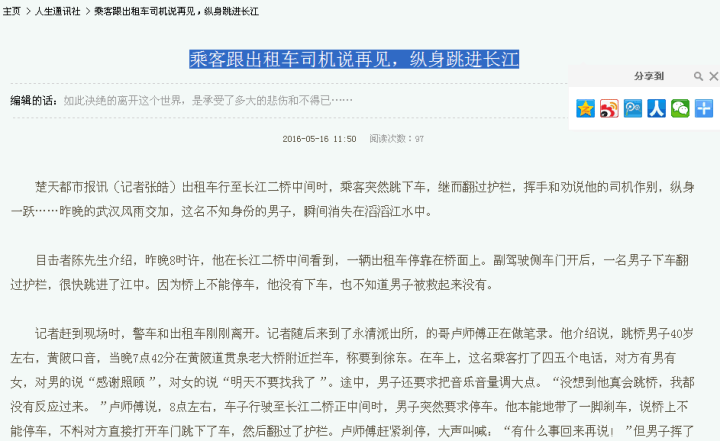 主页 > 人生通讯社 > 乘客跟出租车司机说再见，纵身跳进长江
乘客跟出租车司机说再见，纵身跳进长江
分享到
编辑的话：如此决绝的离开这个世界，是承受了多大的悲伤和不得已……
2016-05-16 11:50 阅读次数：97
楚天都市报讯（记者张皓）出租车行至长江二桥中间时，乘客突然跳下车，继而翻过护栏，挥手和劝说他的司机作别，纵身
一跃……昨晚的武汉风雨交加，这名不知身份的男子，瞬间消失在滔滔江水中。
目击者陈先生介绍，昨晚8时许，他在长江二桥中间看到，一辆出租车停靠在桥面上。副驾驶侧车门开后，一名男子下车翻
过护栏，很快跳进了江中。因为桥上不能停车，他没有下车，也不知道男子被救起来没有。
记者赶到现场时，警车和出租车刚刚离开。记者随后来到了永清派出所，的哥卢师傅正在做笔录。他介绍说，跳桥男子40岁
左右，黄陂口音，当晚7点42分在黄陂道贯泉老大桥附近拦车，称要到徐东。在车上，这名乘客打了四五个电话，对方有男有
女，对男的说“感谢照顾”，对女的说“明天不要找我了”。途中，男子还要求把音乐音量调大点。“没想到他真会跳桥，我都
没有反应过来。”卢师傅说，8点左右，车子行驶至长江二桥正中间时，男子突然要求停车。他本能地带了一脚刹车，说桥上不
能停车，不料对方直接打开车门跳下了车，然后翻过了护栏。卢师傅赶紧刹停，大声叫喊：“有什么事回来再说！”但男子挥了